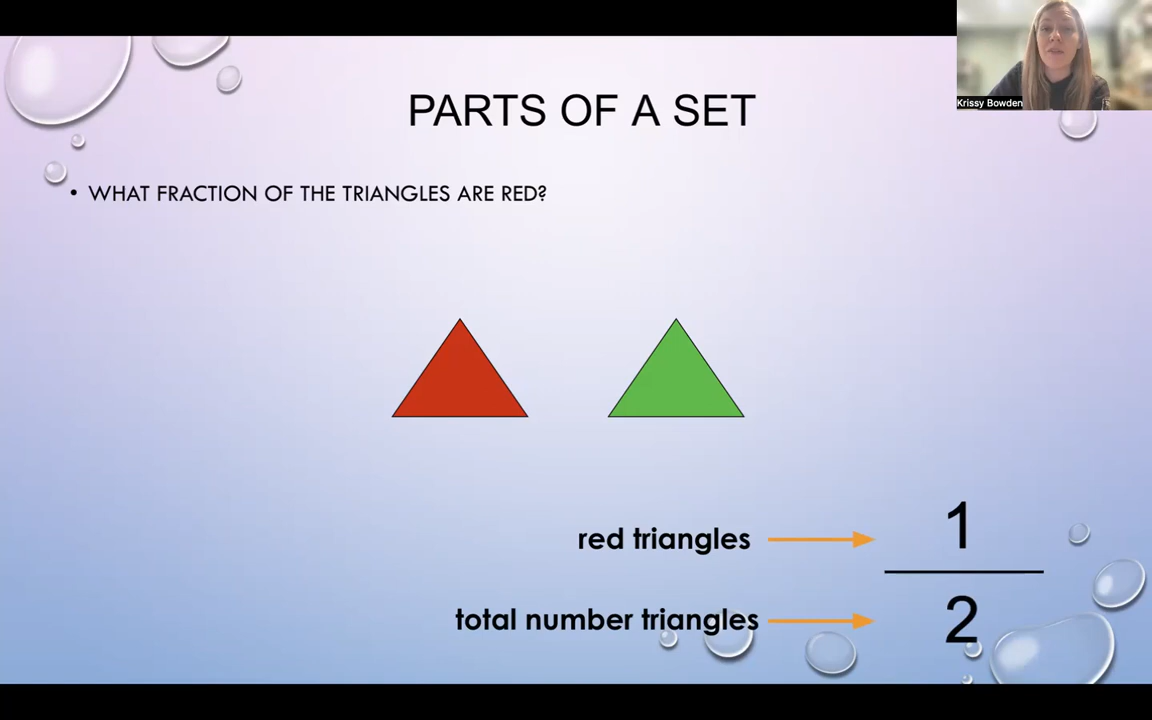 Krissy Bowden
PARTS OF A SET
• WHAT FRACTION OF THE TRIANGLES ARE RED?
red triangles
1
total number triangles
2